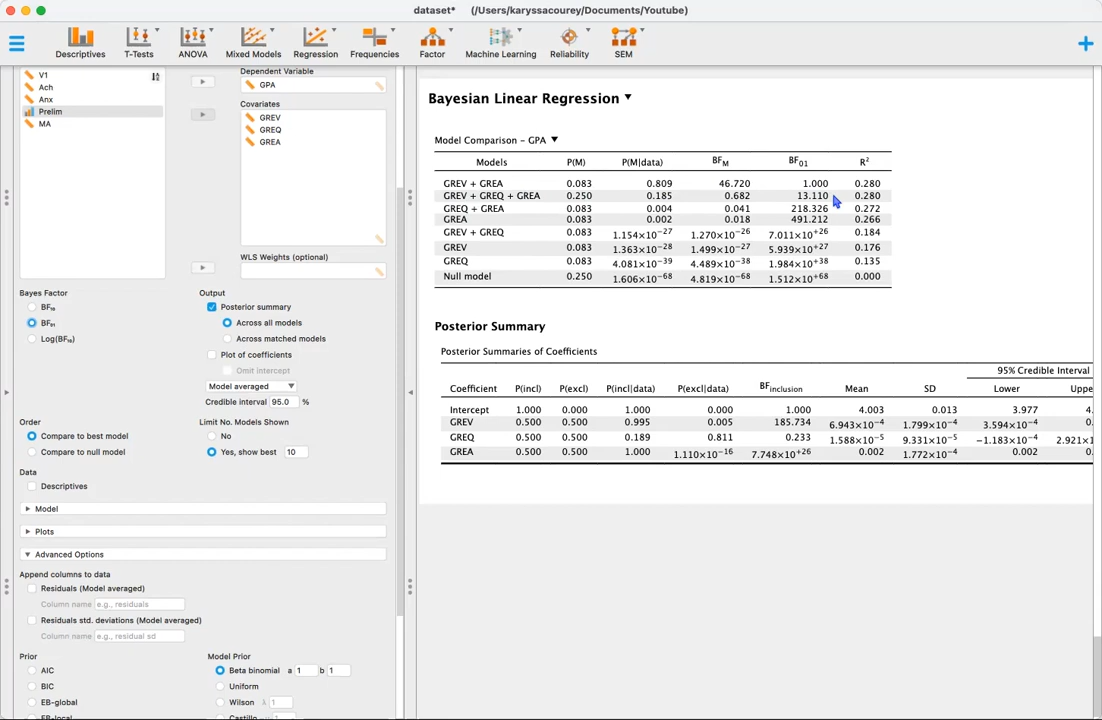 dataset* (/Users/karyssacourey/Documents/Youtube)
Descriptives T-Tests ANOVA Mixed Models Regression Frequencies Factor Machine Learning Reliability SEM
V1
Ach
Anx
Prelim
MA
Dependent Variable
GPA
Covariates
GREV
GREQ
GREA
WLS Weights (optional)
Bayes Factor
BF₁₀
BF₀₁
Log(BF₁₀)
Output
Posterior summary
Across all models
Across matched models
Plot of coefficients
Omit intercept
Model averaged
Credible interval 95.0 %
Order
Compare to best model
Compare to null model
Limit No. Models Shown
No
Yes, show best 10
Data
Descriptives
Model
Plots
Advanced Options
Append columns to data
Residuals (Model averaged)
Column name e.g., residuals
Residuals std. deviations (Model averaged)
Column name e.g., residual sd
Prior
AIC
BIC
EB-global
EB-local
Model Prior
Beta binomial a 1 b 1
Uniform
Wilson λ 1
Castillo u 1
Bayesian Linear Regression
Model Comparison - GPA
Models P(M) P(M|data) BFM BF₀₁ R²
GREV + GREA 0.083 0.809 46.720 1.000 0.280
GREV + GREQ + GREA 0.250 0.185 0.682 13.110 0.280
GREQ + GREA 0.083 0.004 0.041 218.326 0.272
GREA 0.083 0.002 0.018 491.212 0.266
GREV + GREQ 0.083 1.154×10⁻²⁷ 1.270×10⁻²⁶ 7.011×10⁺²⁶ 0.184
GREV 0.083 1.363×10⁻²⁸ 1.499×10⁻²⁷ 5.939×10⁺²⁷ 0.176
GREQ 0.083 4.081×10⁻³⁹ 4.489×10⁻³⁸ 1.984×10⁺³⁸ 0.135
Null model 0.250 1.606×10⁻⁶⁸ 4.819×10⁻⁶⁸ 1.512×10⁺⁶⁸ 0.000
Posterior Summary
Posterior Summaries of Coefficients
95% Credible Interval
Coefficient P(incl) P(excl) P(incl|data) P(excl|data) BFinclusion Mean SD Lower Uppe
Intercept 1.000 0.000 1.000 0.000 1.000 4.003 0.013 3.977 4.
GREV 0.500 0.500 0.995 0.005 185.734 6.943×10⁻⁴ 1.799×10⁻⁴ 3.594×10⁻⁴ 0.
GREQ 0.500 0.500 0.189 0.811 0.233 1.588×10⁻⁵ 9.331×10⁻⁵ −1.183×10⁻⁴ 2.921×1
GREA 0.500 0.500 1.000 1.110×10⁻¹⁶ 7.748×10⁺²⁶ 0.002 1.772×10⁻⁴ 0.002 0.